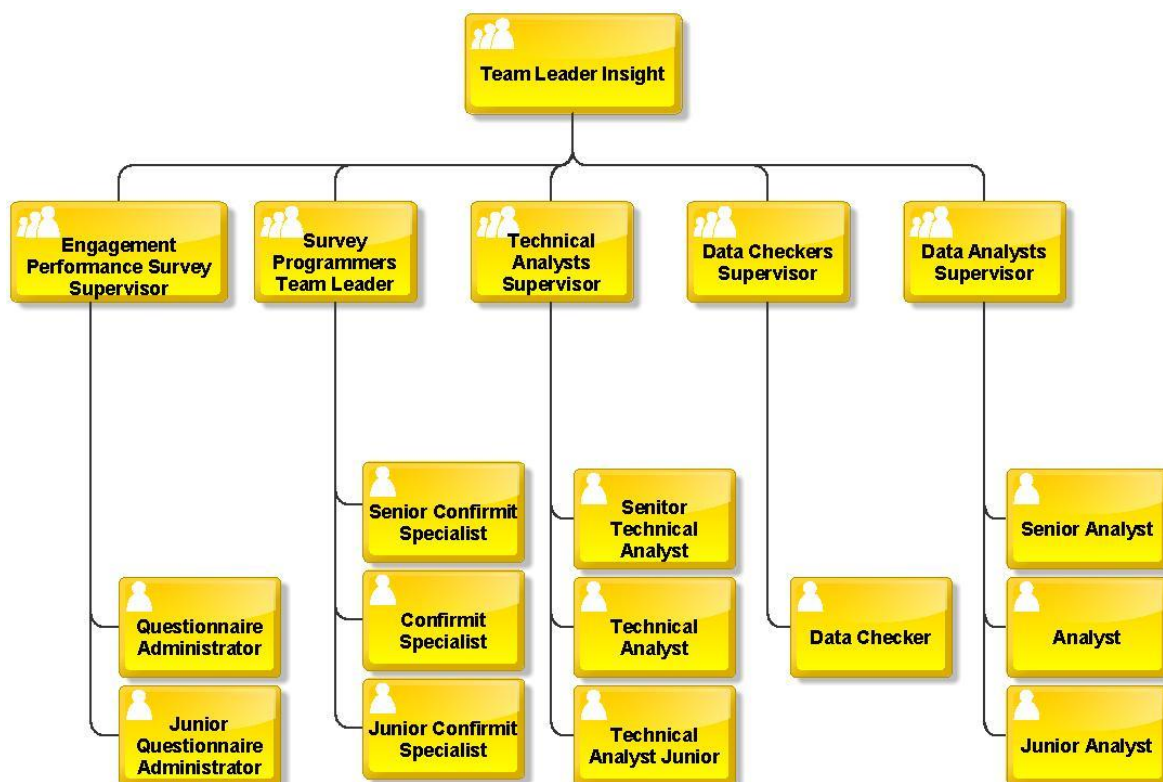 Team Leader Insight
Engagement
Performance Survey
Supervisor
Survey
Programmers
Team Leader
Technical
Analysts
Supervisor
Data Checkers
Supervisor
Data Analysts
Supervisor
Questionnaire
Administrator
Junior
Questionnaire
Administrator
Senior Confirmit
Specialist
Confirmit
Specialist
Junior Confirmit
Specialist
Senitor
Technical
Analyst
Technical
Analyst
Technical
Analyst Junior
Data Checker
Senior Analyst
Analyst
Junior Analyst